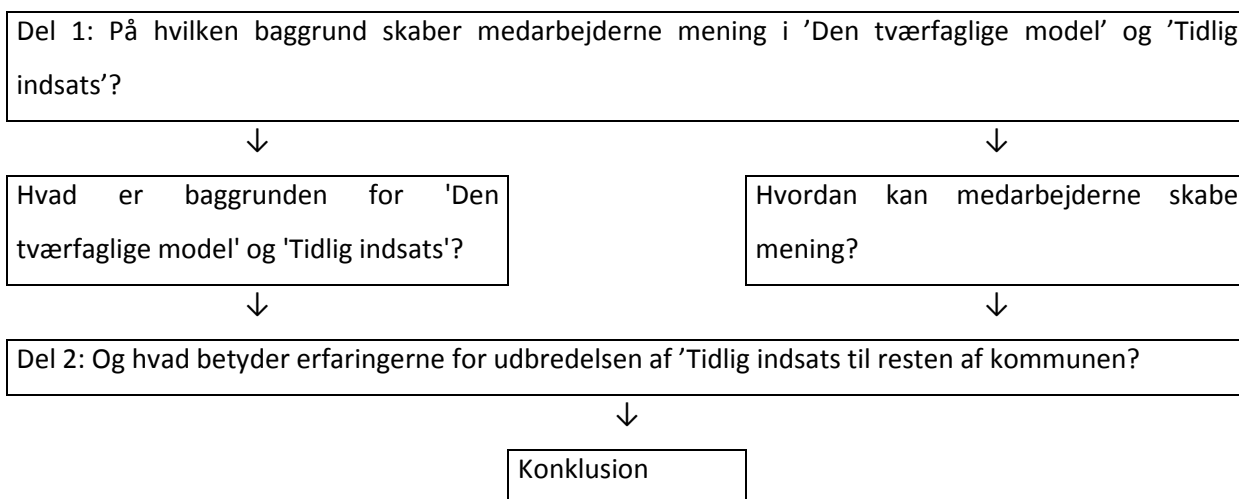 Del 1: På hvilken baggrund skaber medarbejderne mening i ’Den tværfaglige model’ og ’Tidlig
indsats’?
↓ ↓
Hvad er baggrunden for 'Den
tværfaglige model' og 'Tidlig indsats'?
Hvordan kan medarbejderne skabe
mening?
↓ ↓
Del 2: Og hvad betyder erfaringerne for udbredelsen af ’Tidlig indsats til resten af kommunen?
↓
Konklusion